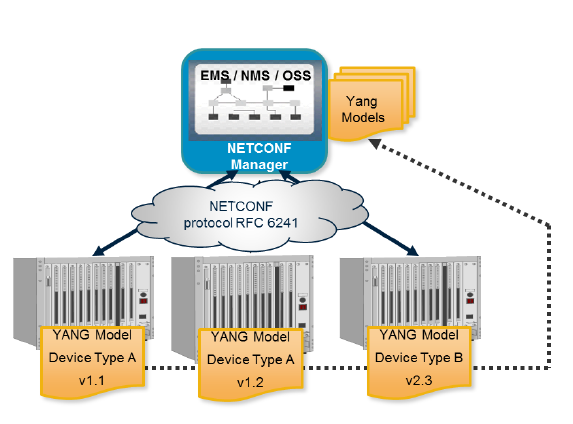 EMS / NMS / OSS
NETCONF
Manager
Yang
Models
NETCONF
protocol RFC 6241
YANG Model
Device Type A
v1.1
YANG Model
Device Type A
v1.2
YANG Model
Device Type B
v2.3